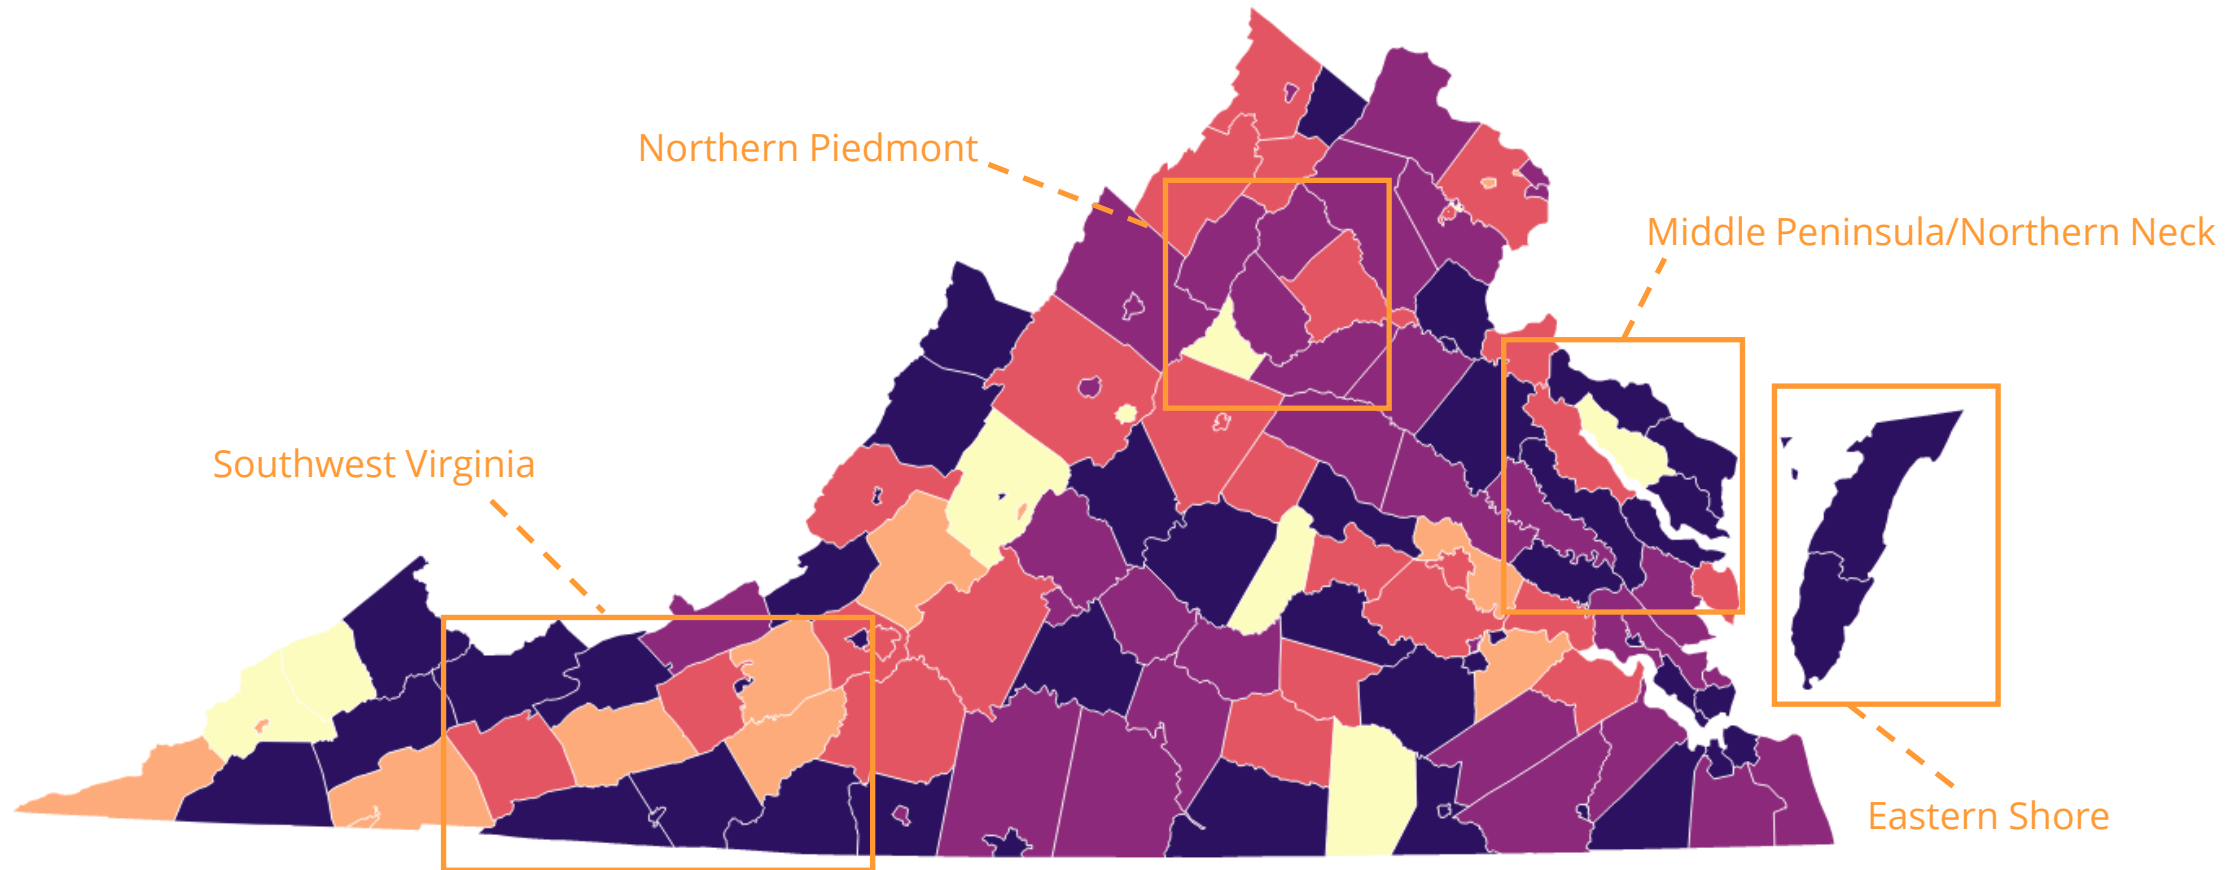 Northern Piedmont
Middle Peninsula/Northern Neck
Southwest Virginia
Eastern Shore